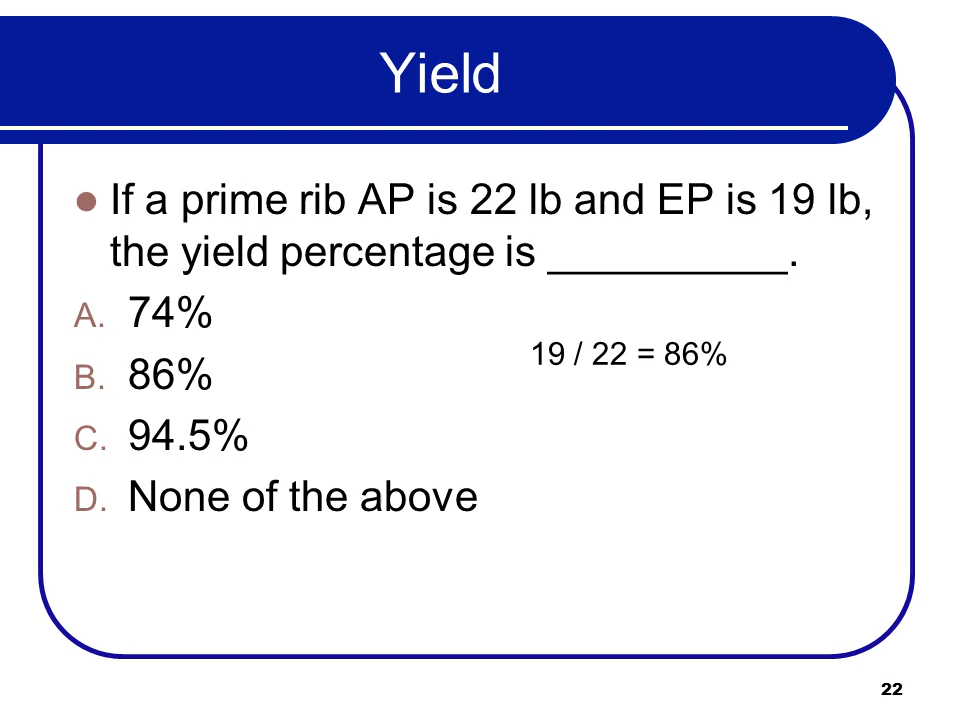 Yield
If a prime rib AP is 22 lb and EP is 19 lb,
the yield percentage is __________.
A. 74%
B. 86%
C. 94.5%
D. None of the above
19 / 22 = 86%
22